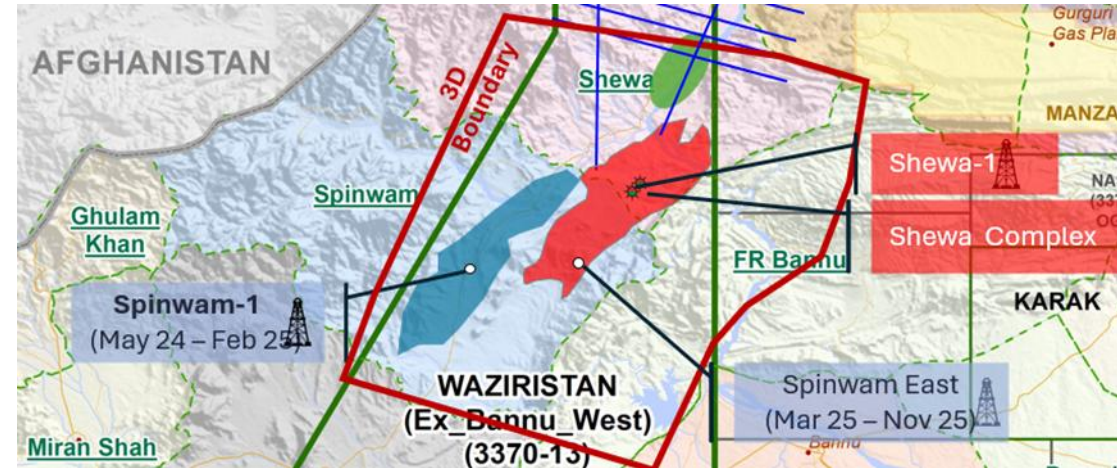 AFGHANISTAN
Gurguri
Gas Pla
3D
Boundary
Shewa
MANZA
Shewa-1
Spinwam
Ghulam
Khan
Shewa Complex
FR Bannu
KARAK
Spinwam-1
(May 24 – Feb 25)
WAZIRISTAN
(Ex_Bannu_West)
(3370-13)
Spinwam East
(Mar 25 – Nov 25)
Miran Shah
Bannu